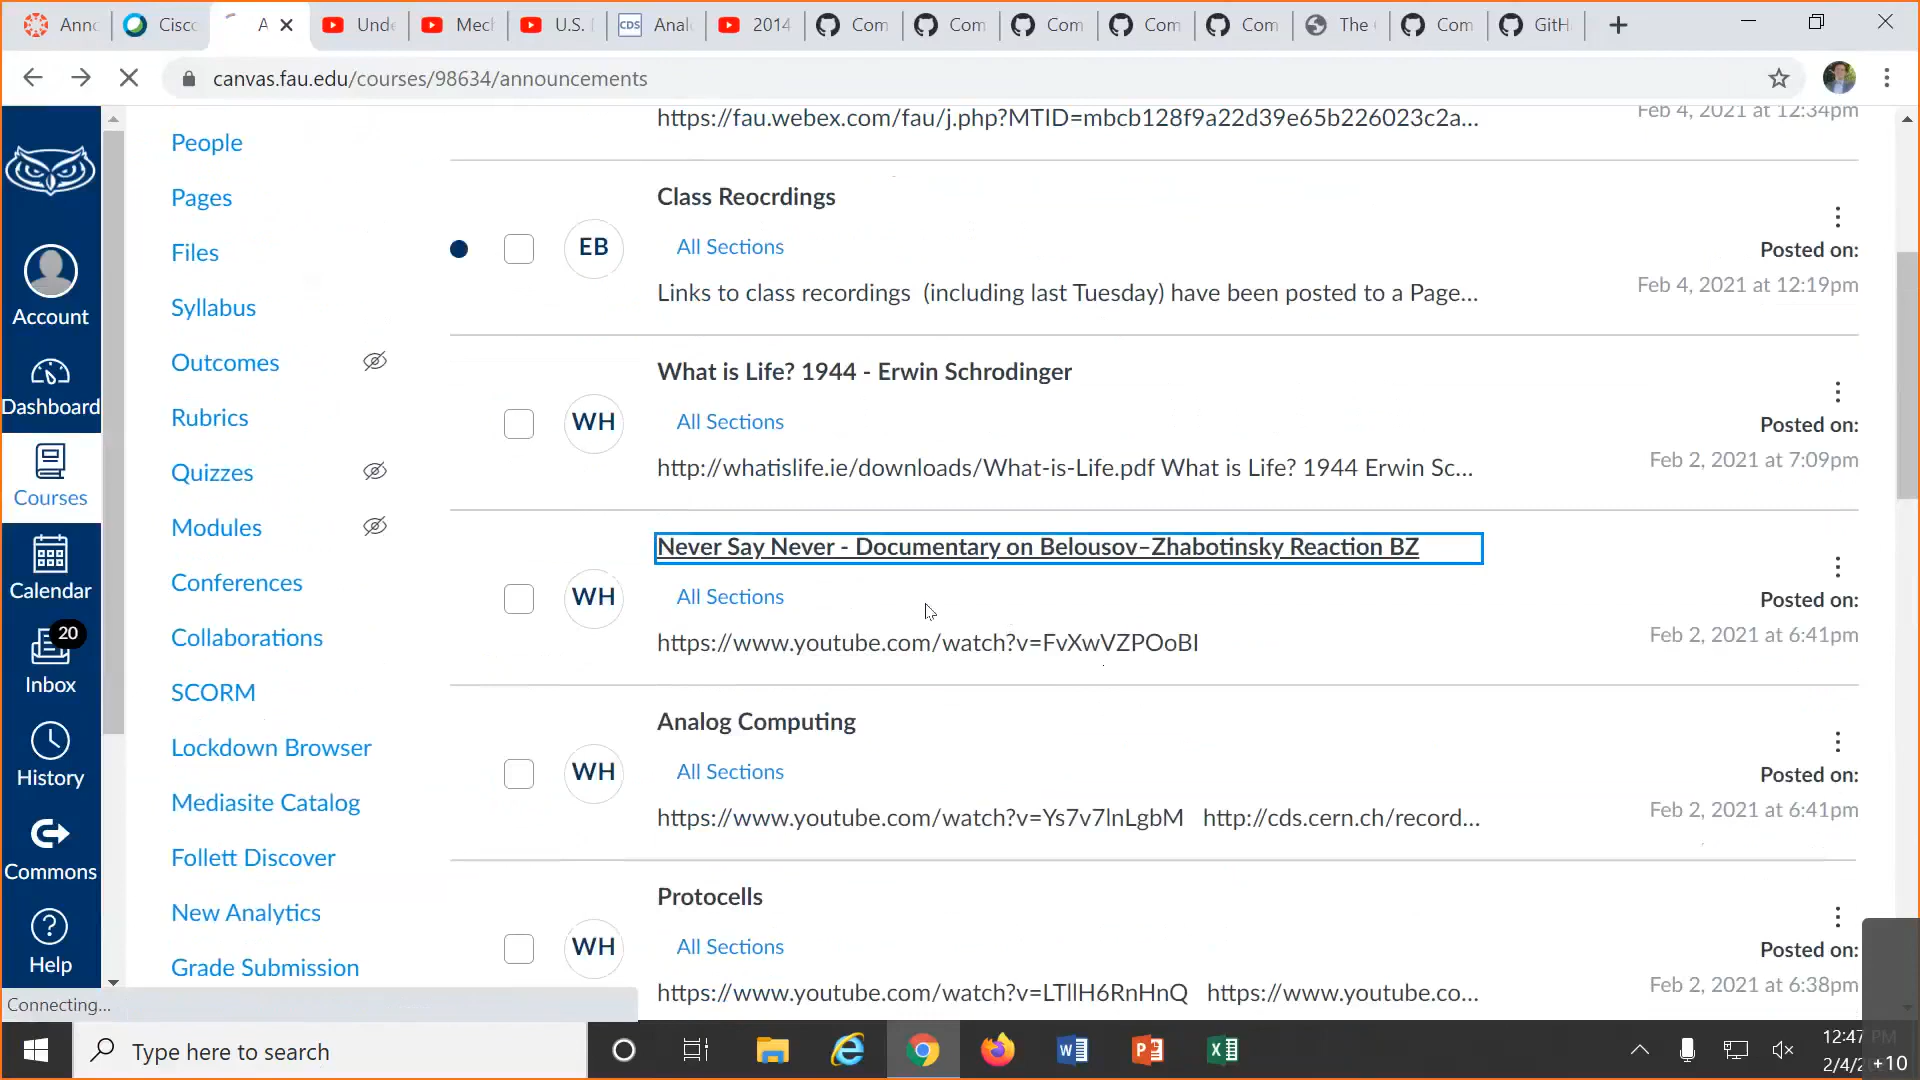 Annc
Cisco
A
Unde
Mech
U.S.
CDS
Anal
2014
Com
Com
Com
Com
Com
The
Com
GitH
canvas.fau.edu/courses/98634/announcements
https://fau.webex.com/fau/j.php?MTID=mbcb128f9a22d39e65b226023c2a...
Feb 4, 2021 at 12:34pm
Account
Dashboard
Courses
Calendar
20
Inbox
History
Commons
Help
People
Pages
Files
Syllabus
Outcomes
Rubrics
Quizzes
Modules
Conferences
Collaborations
SCORM
Lockdown Browser
Mediasite Catalog
Follett Discover
New Analytics
Grade Submission
Class Reocrdings
EB
All Sections
Posted on:
Links to class recordings (including last Tuesday) have been posted to a Page...
Feb 4, 2021 at 12:19pm
What is Life? 1944 - Erwin Schrodinger
WH
All Sections
Posted on:
http://whatislife.ie/downloads/What-is-Life.pdf What is Life? 1944 Erwin Sc...
Feb 2, 2021 at 7:09pm
Never Say Never - Documentary on Belousov–Zhabotinsky Reaction BZ
WH
All Sections
Posted on:
https://www.youtube.com/watch?v=FvXwVZPOoBI
Feb 2, 2021 at 6:41pm
Analog Computing
WH
All Sections
Posted on:
https://www.youtube.com/watch?v=Ys7v7lnLgbM http://cds.cern.ch/record...
Feb 2, 2021 at 6:41pm
Protocells
WH
All Sections
Posted on:
https://www.youtube.com/watch?v=LTllH6RnHnQ https://www.youtube.co...
Feb 2, 2021 at 6:38pm
Connecting...
Type here to search
12:47 PM
2/4/2
+10